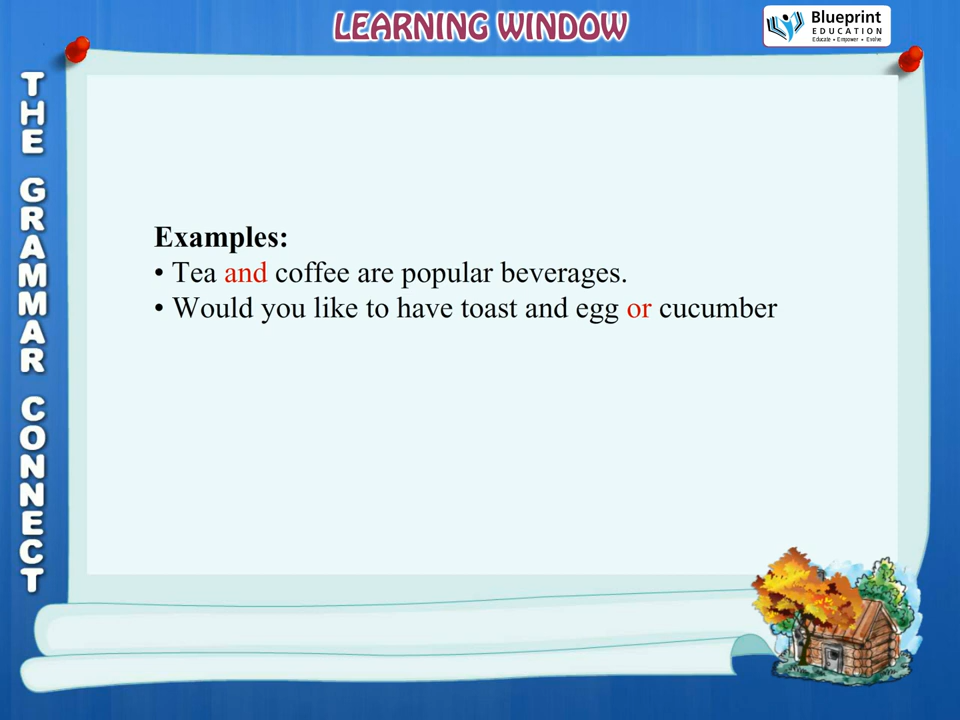 LEARNING WINDOW
Blueprint
EDUCATION
Educate • Empower • Evolve
THE GRAMMAR CONNECT
Examples:
• Tea and coffee are popular beverages.
• Would you like to have toast and egg or cucumber